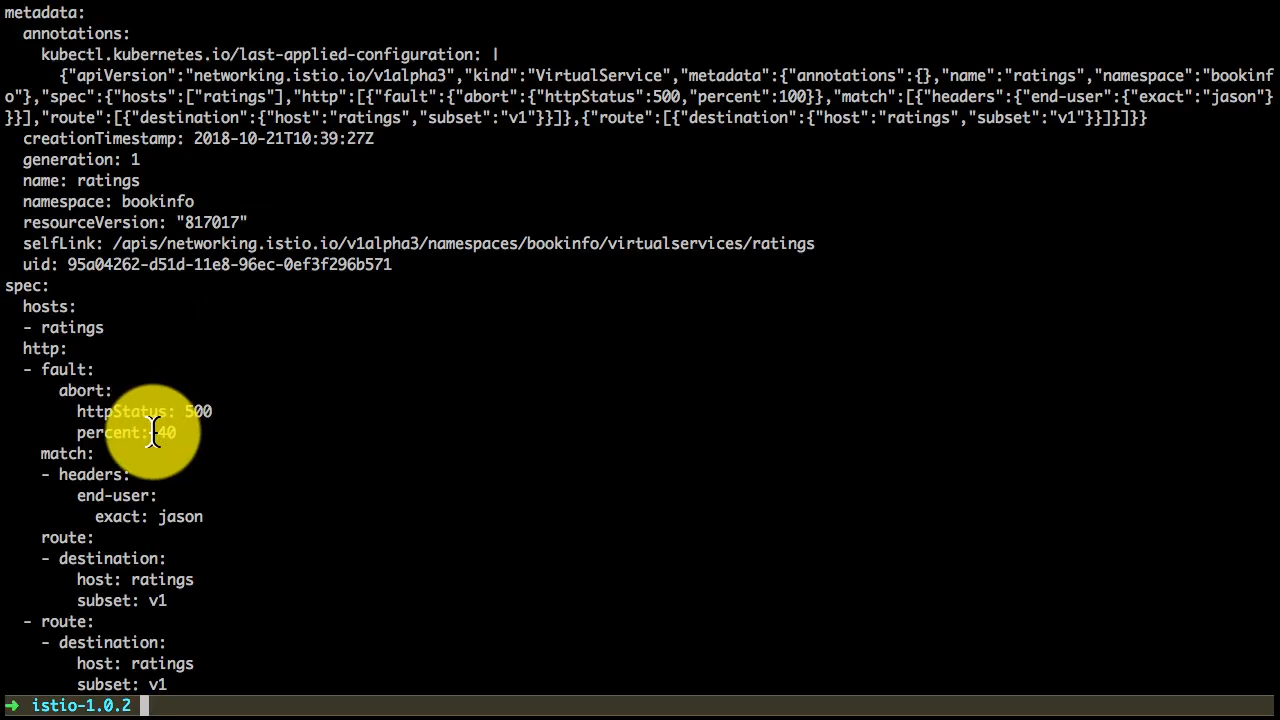 metadata:
  annotations:
    kubectl.kubernetes.io/last-applied-configuration: |
      {"apiVersion":"networking.istio.io/v1alpha3","kind":"VirtualService","metadata":{"annotations":{},"name":"ratings","namespace":"bookinf
o"},"spec":{"hosts":["ratings"],"http":[{"fault":{"abort":{"httpStatus":500,"percent":100}},"match":[{"headers":{"end-user":{"exact":"jason"}
}}],"route":[{"destination":{"host":"ratings","subset":"v1"}}]},{"route":[{"destination":{"host":"ratings","subset":"v1"}}]}]}}
  creationTimestamp: 2018-10-21T10:39:27Z
  generation: 1
  name: ratings
  namespace: bookinfo
  resourceVersion: "817017"
  selfLink: /apis/networking.istio.io/v1alpha3/namespaces/bookinfo/virtualservices/ratings
  uid: 95a04262-d51d-11e8-96ec-0ef3f296b571
spec:
  hosts:
  - ratings
  http:
  - fault:
      abort:
        httpStatus: 500
        percent: 40
    match:
    - headers:
        end-user:
          exact: jason
    route:
    - destination:
        host: ratings
        subset: v1
  - route:
    - destination:
        host: ratings
        subset: v1
➜  istio-1.0.2